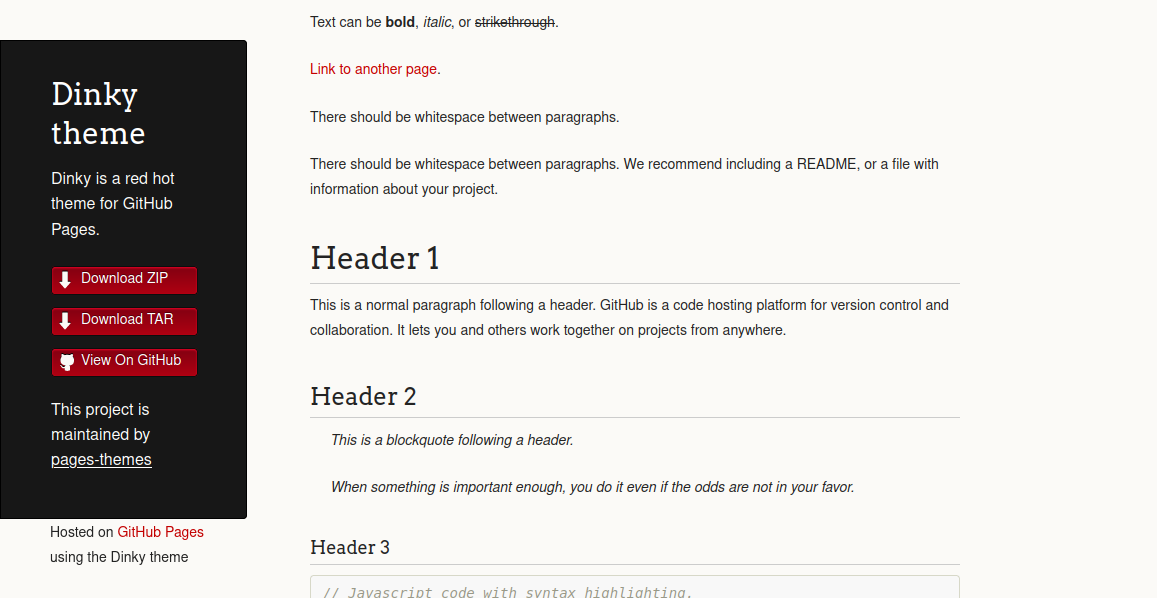 Dinky
theme
Dinky is a red hot
theme for GitHub
Pages.
Download ZIP
Download TAR
View On GitHub
This project is
maintained by
pages-themes
Hosted on GitHub Pages
using the Dinky theme
Text can be bold, italic, or strikethrough.
Link to another page.
There should be whitespace between paragraphs.
There should be whitespace between paragraphs. We recommend including a README, or a file with
information about your project.
Header 1
This is a normal paragraph following a header. GitHub is a code hosting platform for version control and
collaboration. It lets you and others work together on projects from anywhere.
Header 2
This is a blockquote following a header.
When something is important enough, you do it even if the odds are not in your favor.
Header 3
// Javascript code with syntax highlighting.